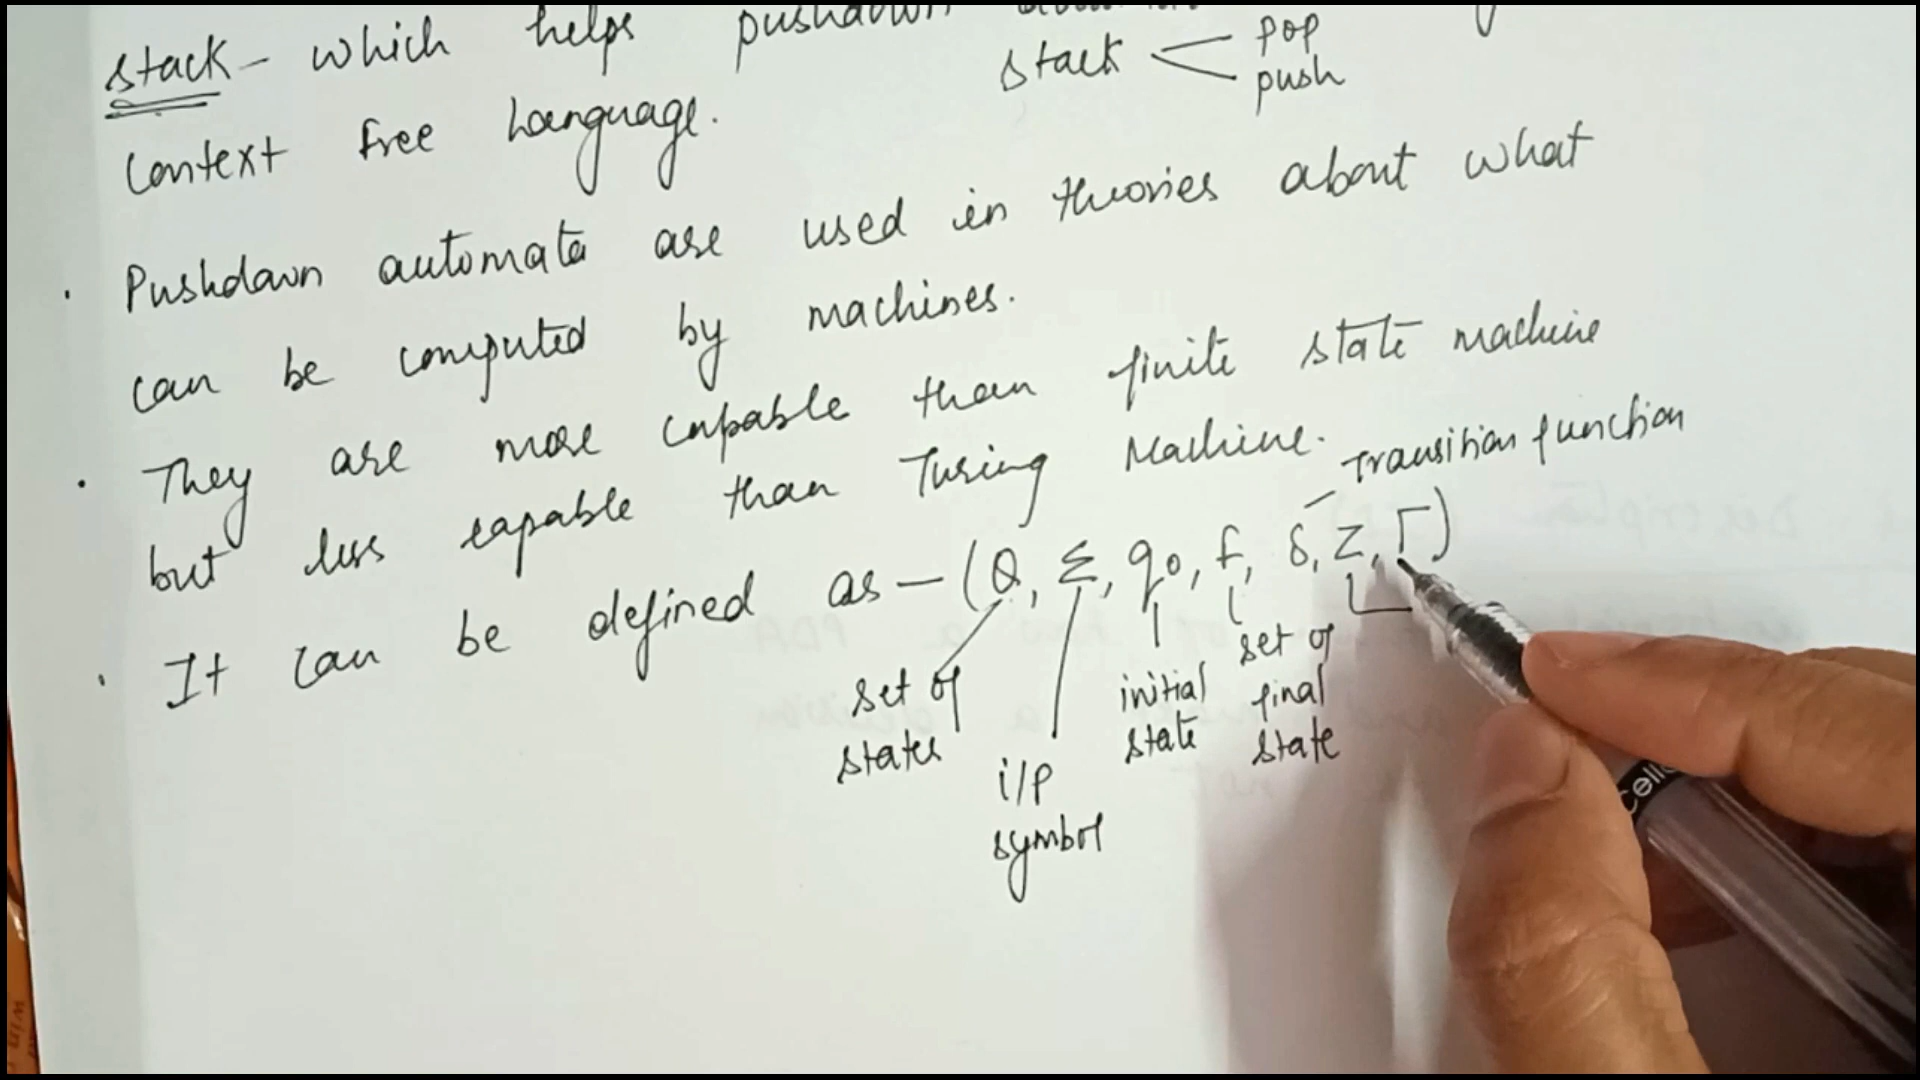 stack - which helps pushdown
stack pop
push
Context free Language.
. Pushdown automata are used in theories about what
can be computed by machines.
. They are more capable than finite state machine
but less capable than Turing Machine.
Transition function
. It can be defined as - (Q, Σ, q0, f, δ, Z, Γ)
set of states
i/p symbol
initial state
set of final state
Cello